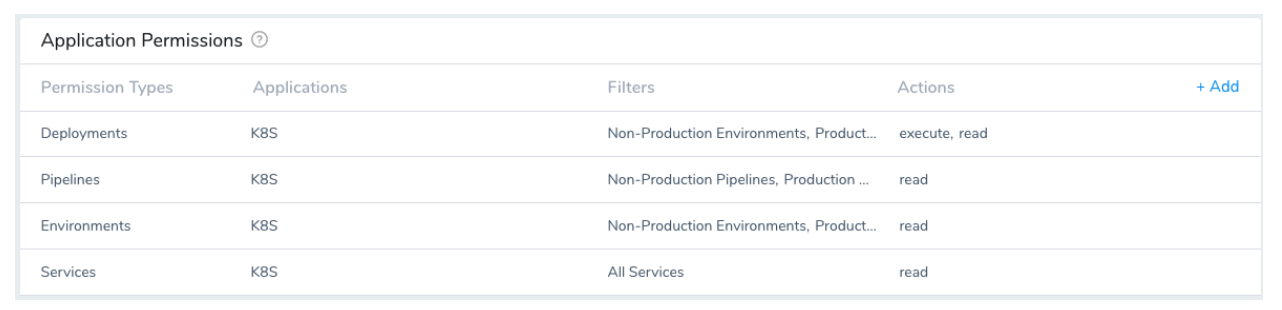 Application Permissions ?
Permission Types Applications Filters Actions + Add
Deployments K8S Non-Production Environments, Product... execute, read
Pipelines K8S Non-Production Pipelines, Production ... read
Environments K8S Non-Production Environments, Product... read
Services K8S All Services read